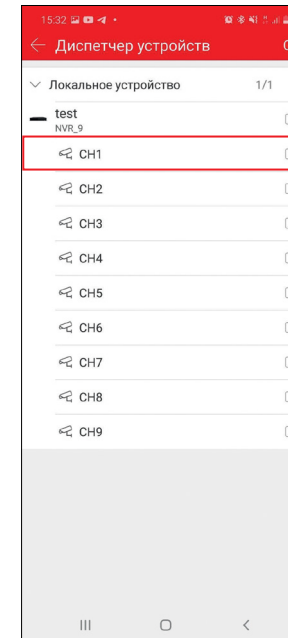 15:32
Диспетчер устройств
Локальное устройство 1/1
test
NVR_9
CH1
CH2
CH3
CH4
CH5
CH6
CH7
CH8
CH9